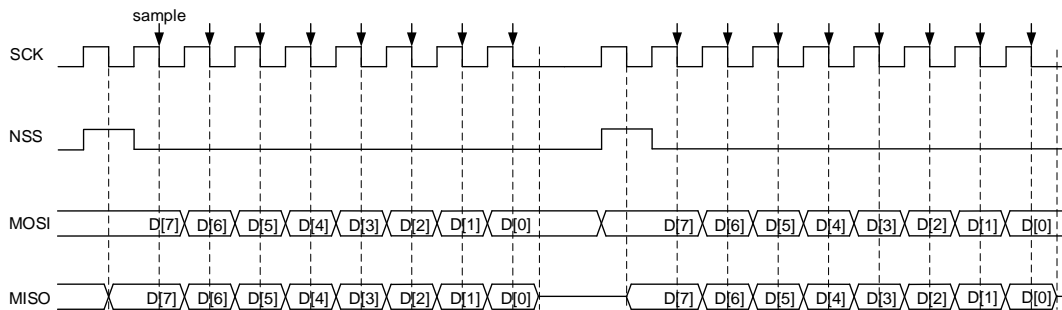 sample
SCK
NSS
MOSI D[7] D[6] D[5] D[4] D[3] D[2] D[1] D[0] D[7] D[6] D[5] D[4] D[3] D[2] D[1] D[0]
MISO D[7] D[6] D[5] D[4] D[3] D[2] D[1] D[0] D[7] D[6] D[5] D[4] D[3] D[2] D[1] D[0]